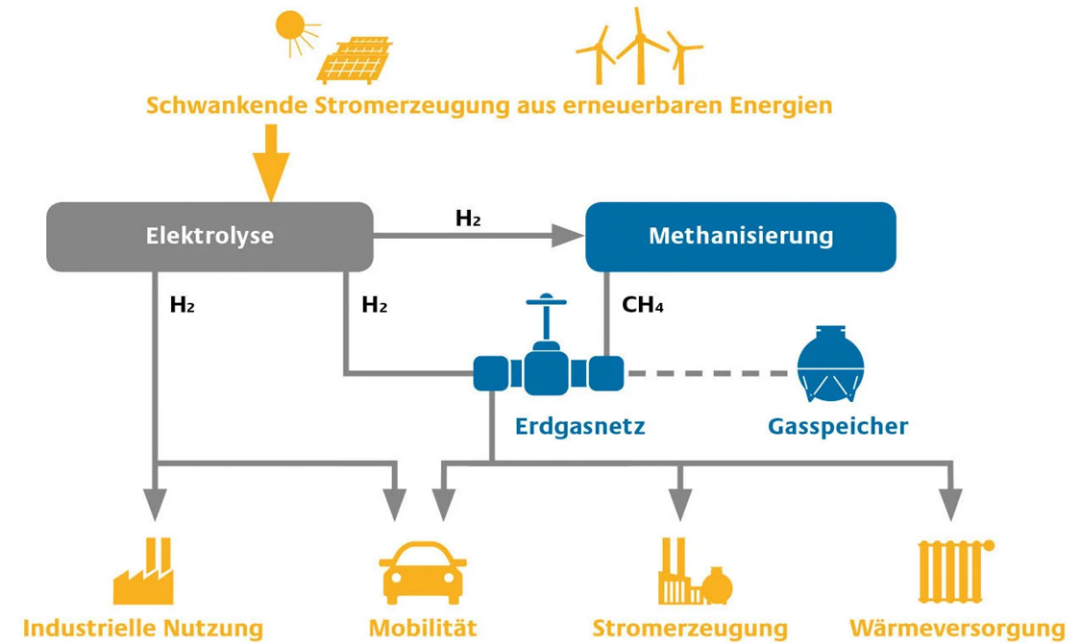 Schwankende Stromerzeugung aus erneuerbaren Energien
Elektrolyse
H₂
Methanisierung
H₂
H₂
CH₄
Erdgasnetz
Gasspeicher
Industrielle Nutzung
Mobilität
Stromerzeugung
Wärmeversorgung